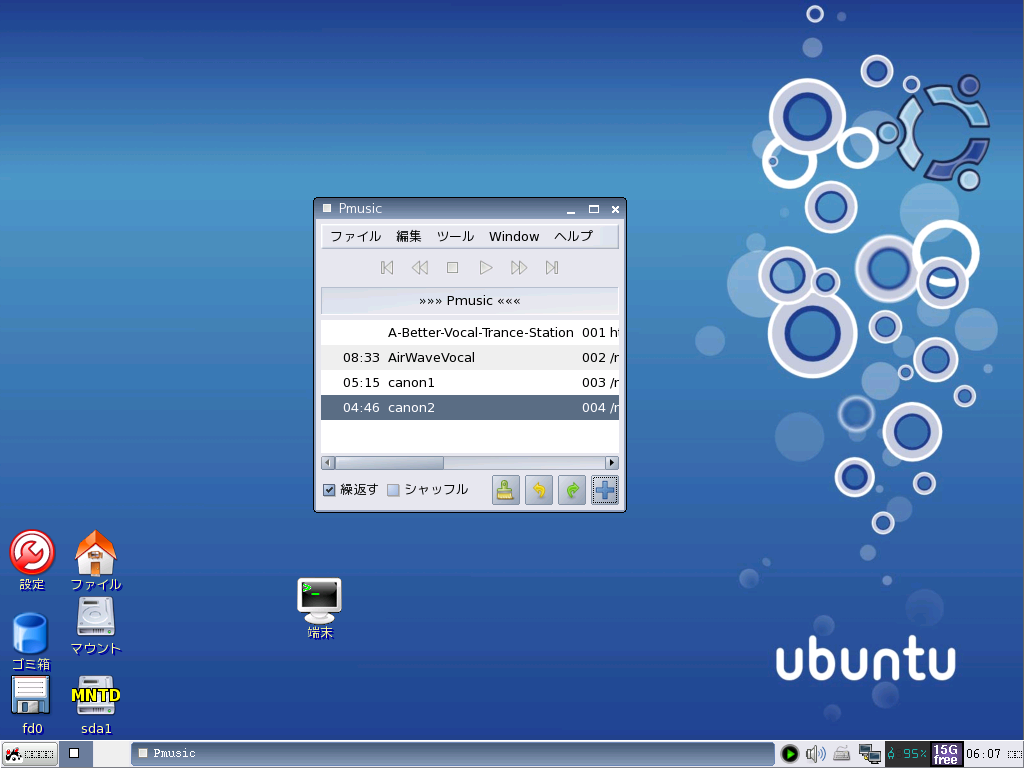 Pmusic
ファイル 編集 ツール Window ヘルプ
»»» Pmusic «««
A-Better-Vocal-Trance-Station 001
08:33 AirWaveVocal 002
05:15 canon1 003
04:46 canon2 004
繰返す シャッフル
設定
ファイル
ゴミ箱
マウント
端末
MNTD
fd0
sda1
ubuntu
Pmusic
95%
15G
free
06:07